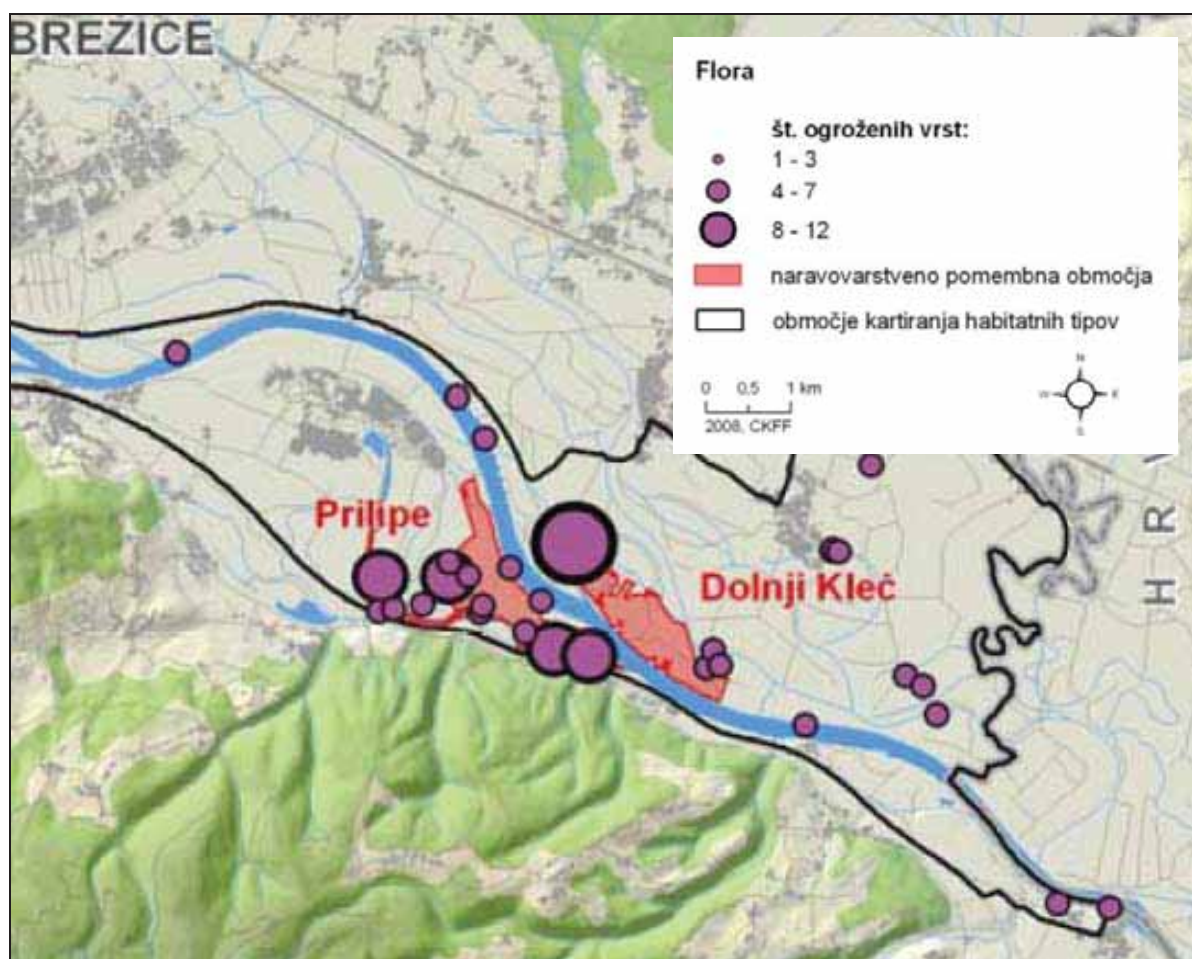 BREZICE
Flora
št. ogroženih vrst:
1 - 3
4 - 7
8 - 12
naravovarstveno pomembna območja
območje kartiranja habitatnih tipov
0 0,5 1 km
2008, CKFF
N
W
S
Prilipe
Dolnji Kleč
H R